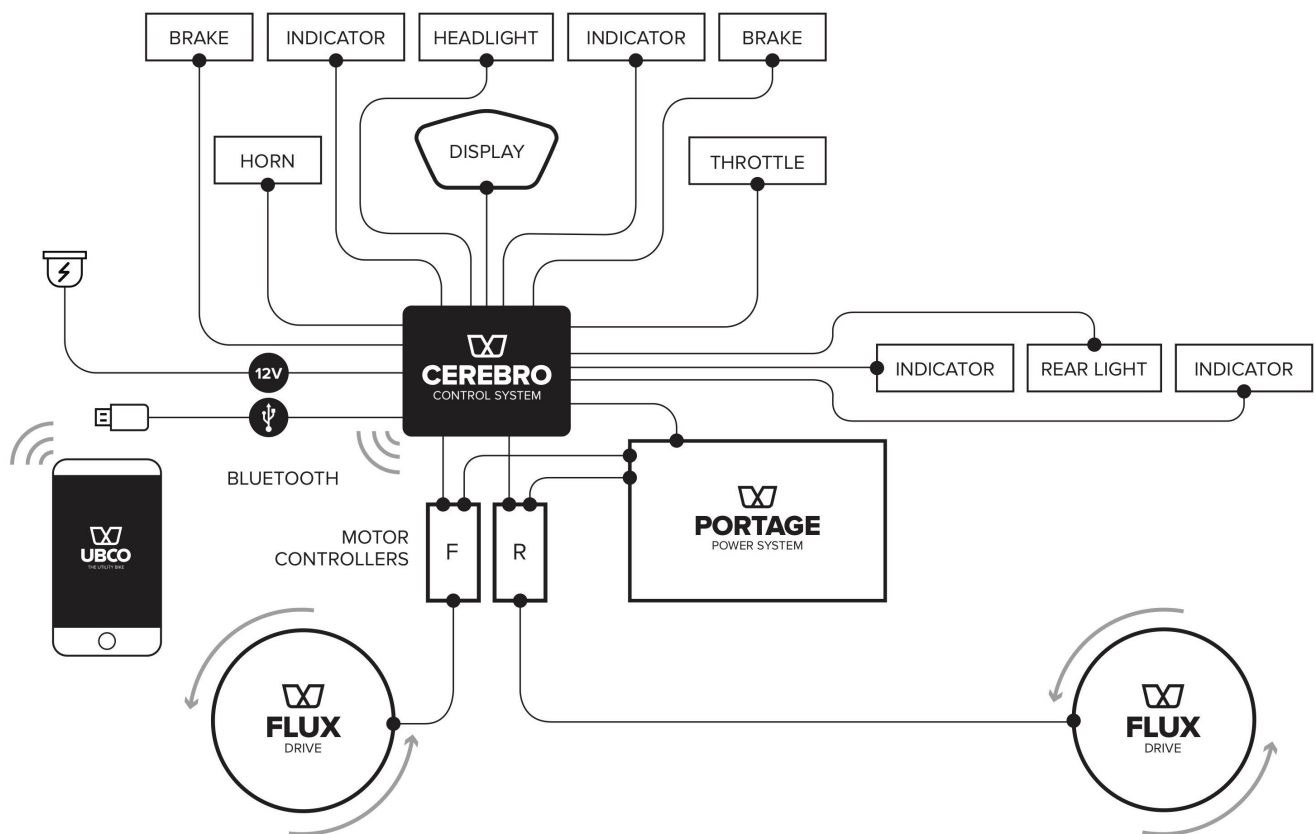 BRAKE
INDICATOR
HEADLIGHT
INDICATOR
BRAKE
HORN
DISPLAY
THROTTLE
12V
CEREBRO
CONTROL SYSTEM
INDICATOR
REAR LIGHT
INDICATOR
BLUETOOTH
UBCO
THE UTILITY BIKE
MOTOR
CONTROLLERS
F
R
PORTAGE
POWER SYSTEM
FLUX
DRIVE
FLUX
DRIVE